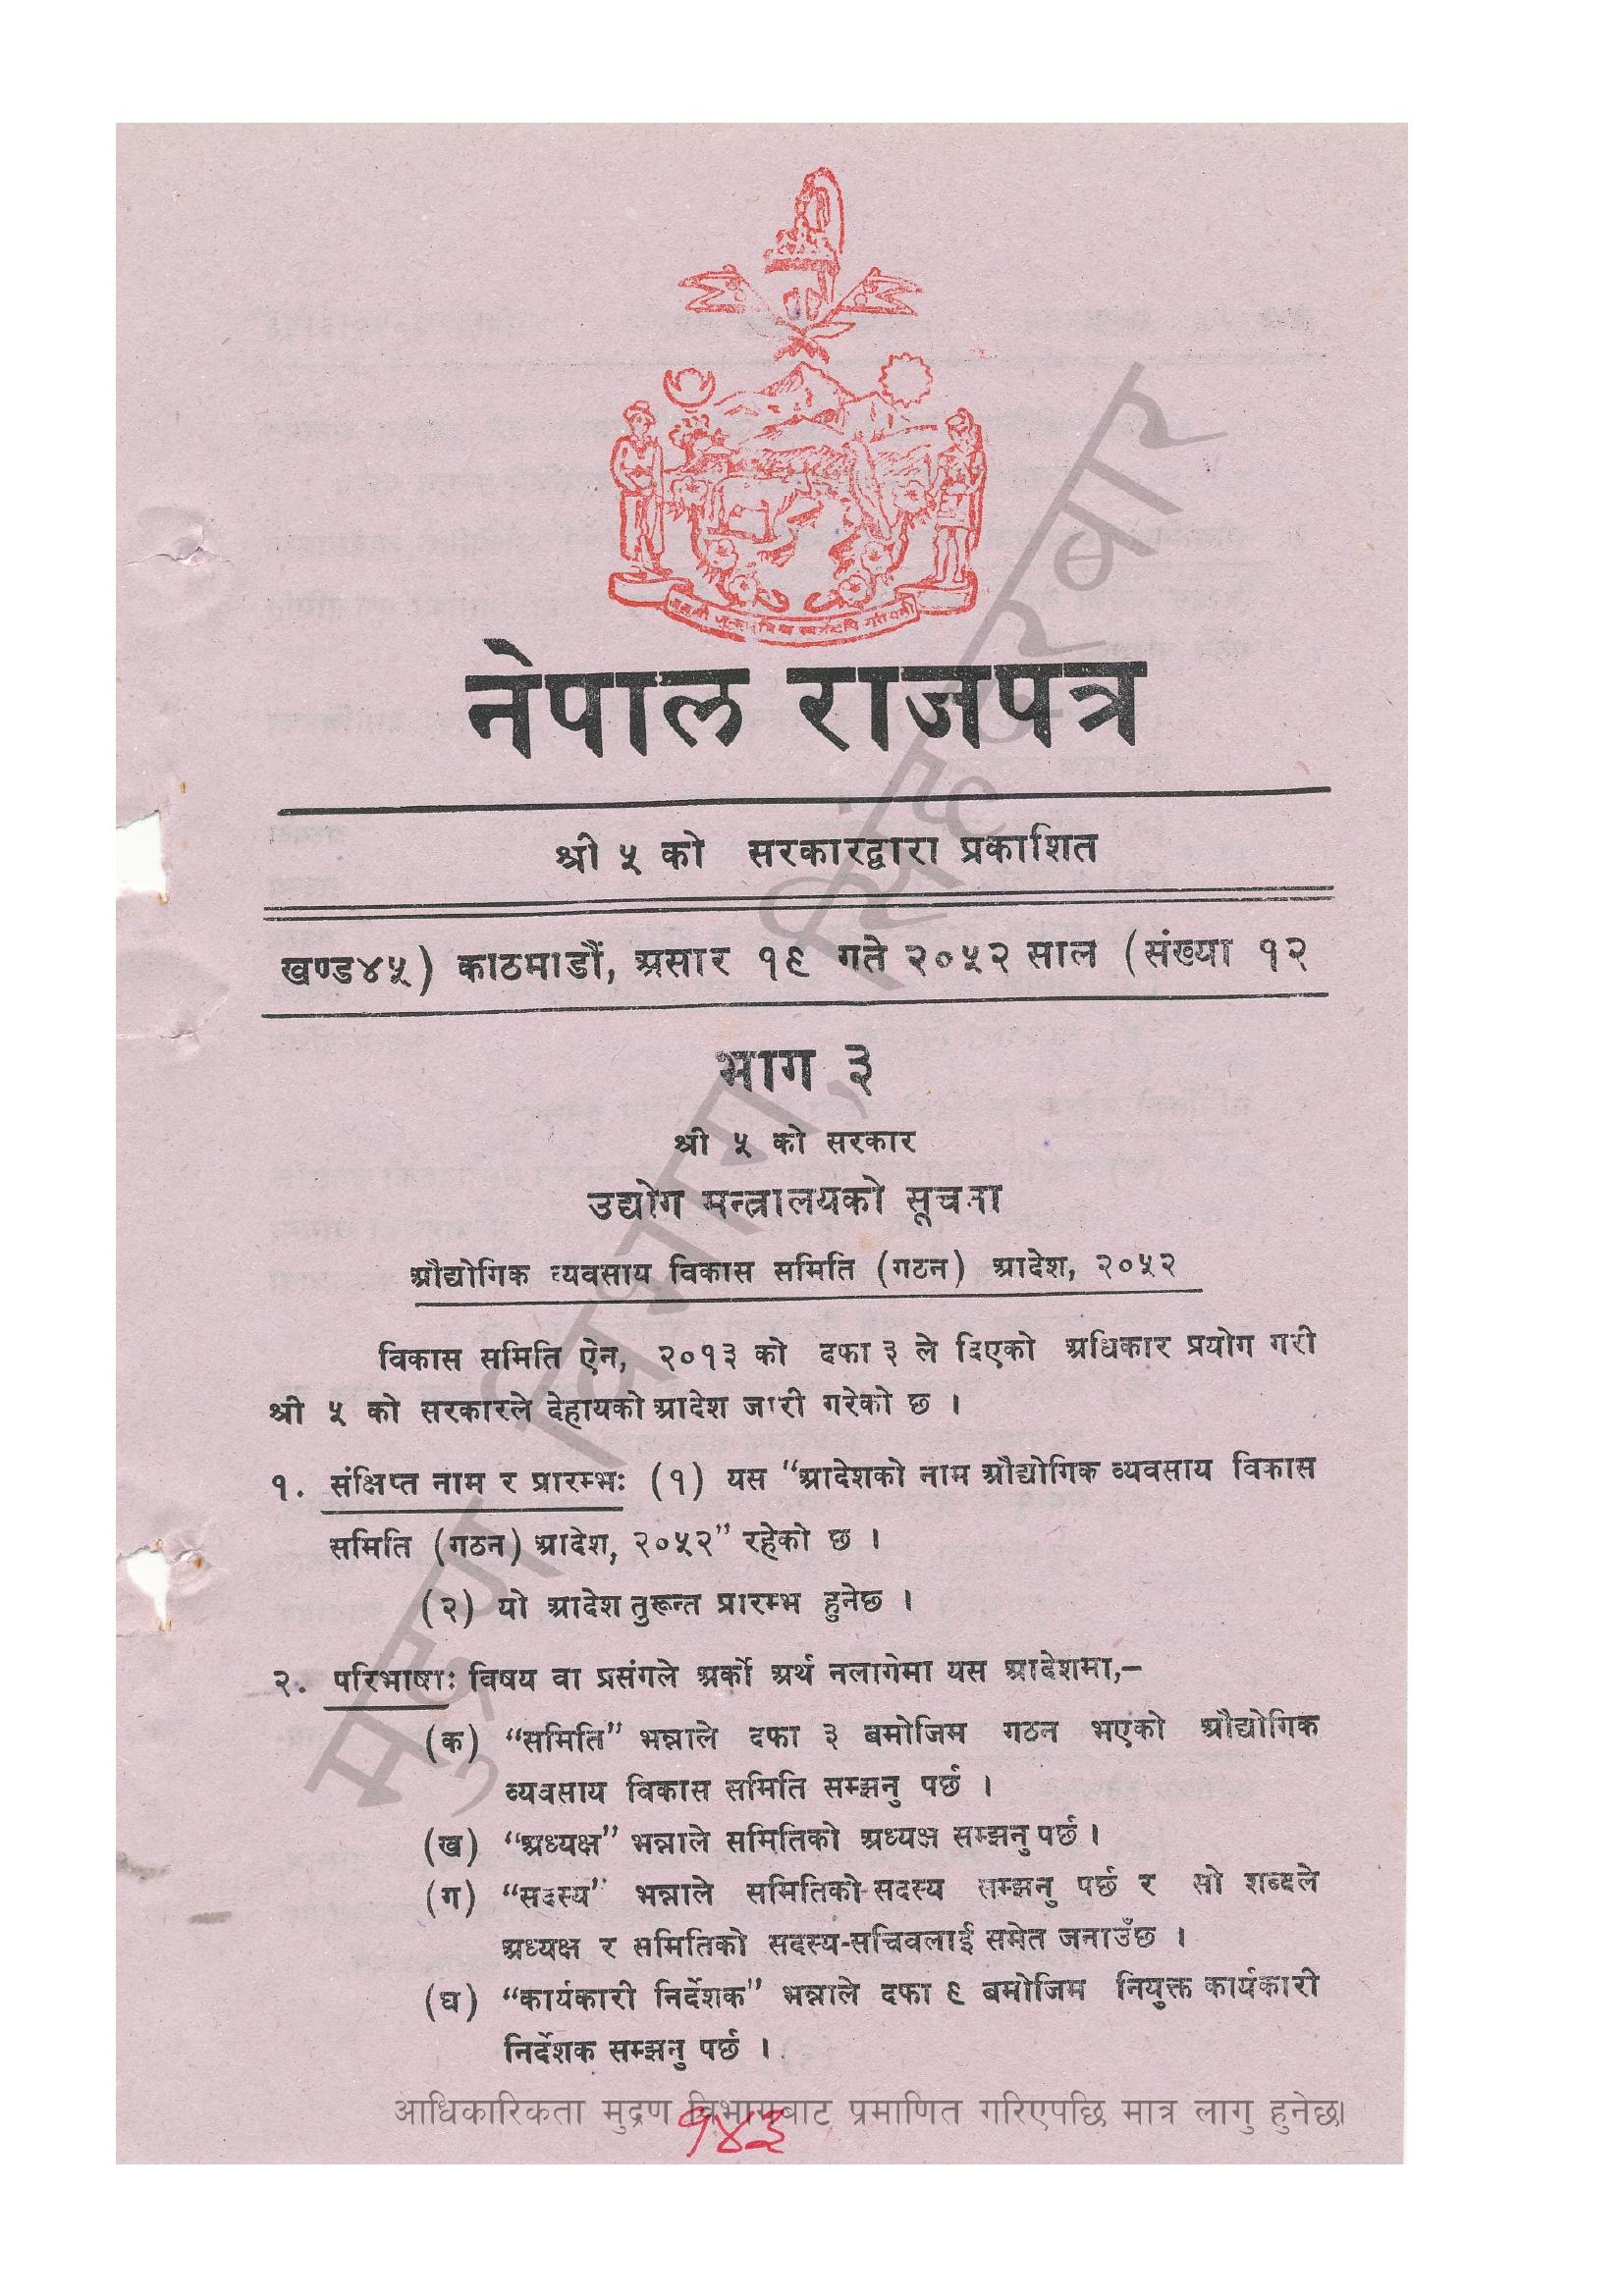 नेपाल राजपत्र
श्री ५ को सरकारद्वारा प्रकाशित
खण्ड४५) काठमाडौं, असार १९ गते २०५२ साल (संख्या १२
भाग ३
श्री ५ को सरकार
उद्योग मन्त्रालयको सूचना
औद्योगिक व्यवसाय विकास समिति (गठन) आदेश, २०५२
विकास समिति ऐन, २०१३ को दफा ३ ले दिएको अधिकार प्रयोग गरी
श्री ५ को सरकारले देहायको आदेश जारी गरेको छ ।
१. संक्षिप्त नाम र प्रारम्भः (१) यस "आदेशको नाम औद्योगिक व्यवसाय विकास
समिति (गठन) आदेश, २०५२" रहेको छ ।
(२) यो आदेश तुरून्त प्रारम्भ हुनेछ ।
२. परिभाषाः विषय वा प्रसंगले अर्को अर्थ नलागेमा यस आदेशमा,–
(क) "समिति" भन्नाले दफा ३ बमोजिम गठन भएको औद्योगिक
व्यवसाय विकास समिति सम्झनु पर्छ ।
(ख) "अध्यक्ष" भन्नाले समितिको अध्यक्ष सम्झनु पर्छ ।
(ग) "सदस्य" भन्नाले समितिको सदस्य सम्झनु पर्छ र सो शब्दले
अध्यक्ष र समितिको सदस्य-सचिवलाई समेत जनाउँछ ।
(घ) "कार्यकारी निर्देशक" भन्नाले दफा ९ बमोजिम नियुक्त कार्यकारी
निर्देशक सम्झनु पर्छ ।
मुद्रण विभाग, सिंहदरवार
आधिकारिकता मुद्रण विभागबाट प्रमाणित गरिएपछि मात्र लागु हुनेछ।
१४३